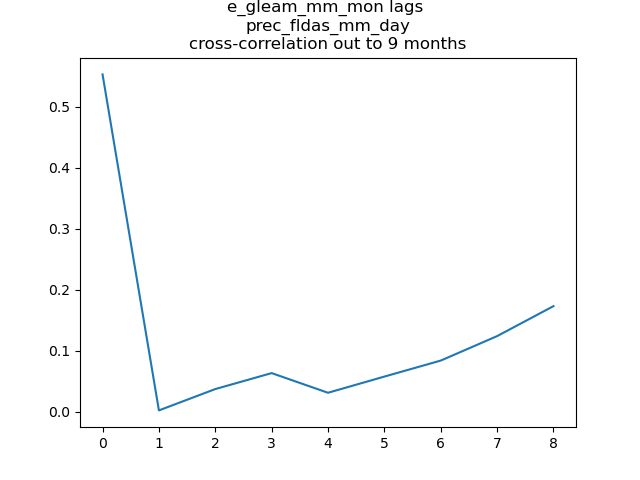 e_gleam_mm_mon lags
prec_fldas_mm_day
cross-correlation out to 9 months
0.5
0.4
0.3
0.2
0.1
0.0
0 1 2 3 4 5 6 7 8